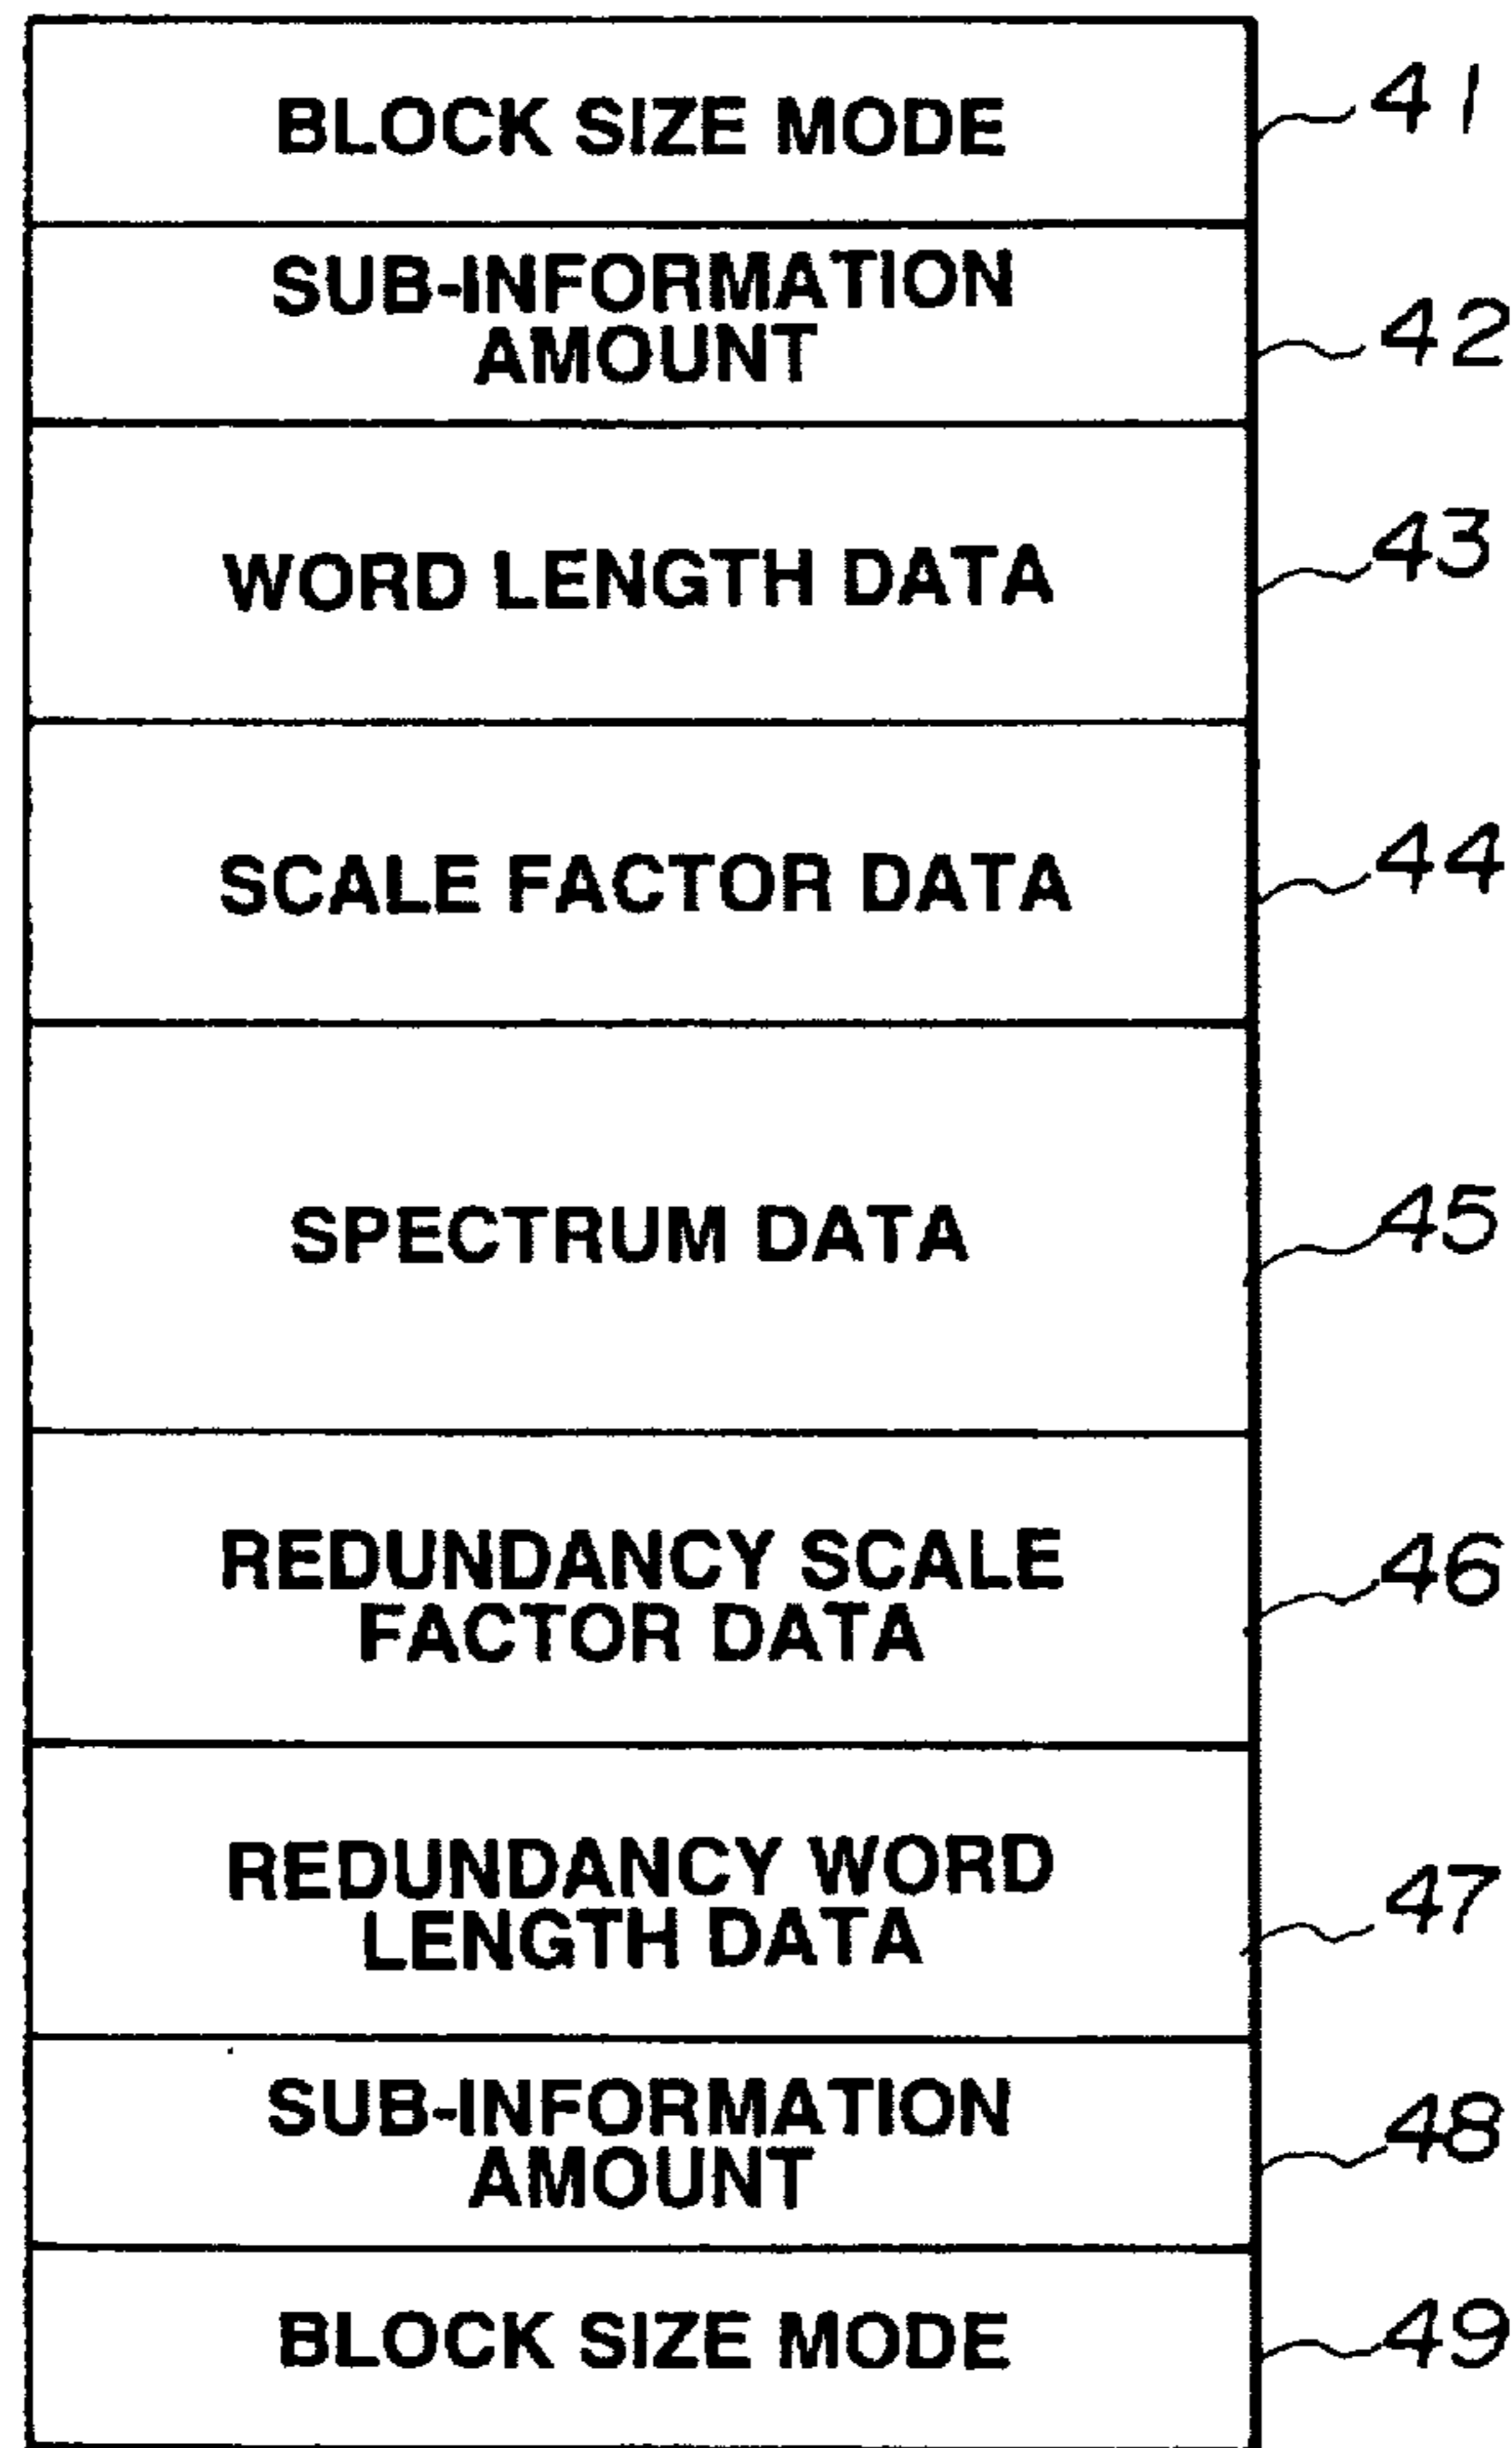 BLOCK SIZE MODE 41
SUB-INFORMATION
AMOUNT 42
WORD LENGTH DATA 43
SCALE FACTOR DATA 44
SPECTRUM DATA 45
REDUNDANCY SCALE
FACTOR DATA 46
REDUNDANCY WORD
LENGTH DATA 47
SUB-INFORMATION
AMOUNT 48
BLOCK SIZE MODE 49